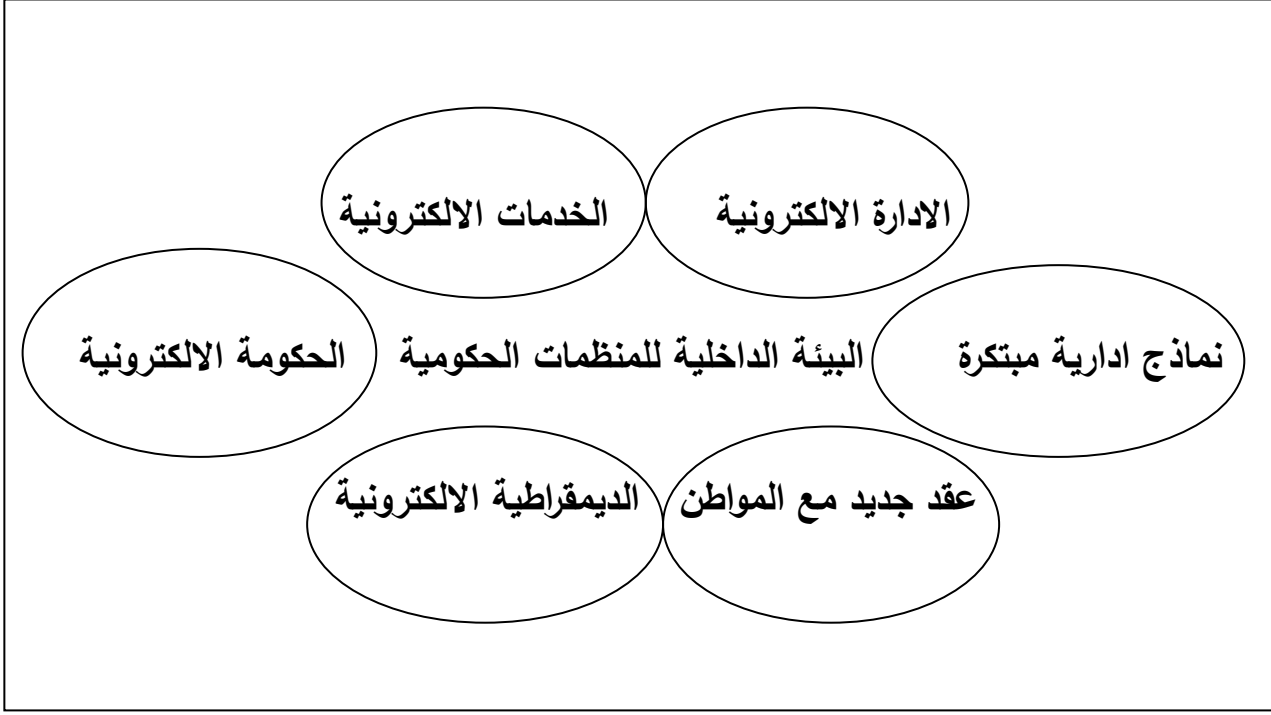 الادارة الالكترونية
الخدمات الالكترونية
نماذج ادارية مبتكرة
البيئة الداخلية للمنظمات الحكومية
الحكومة الالكترونية
عقد جديد مع المواطن
الديمقراطية الالكترونية